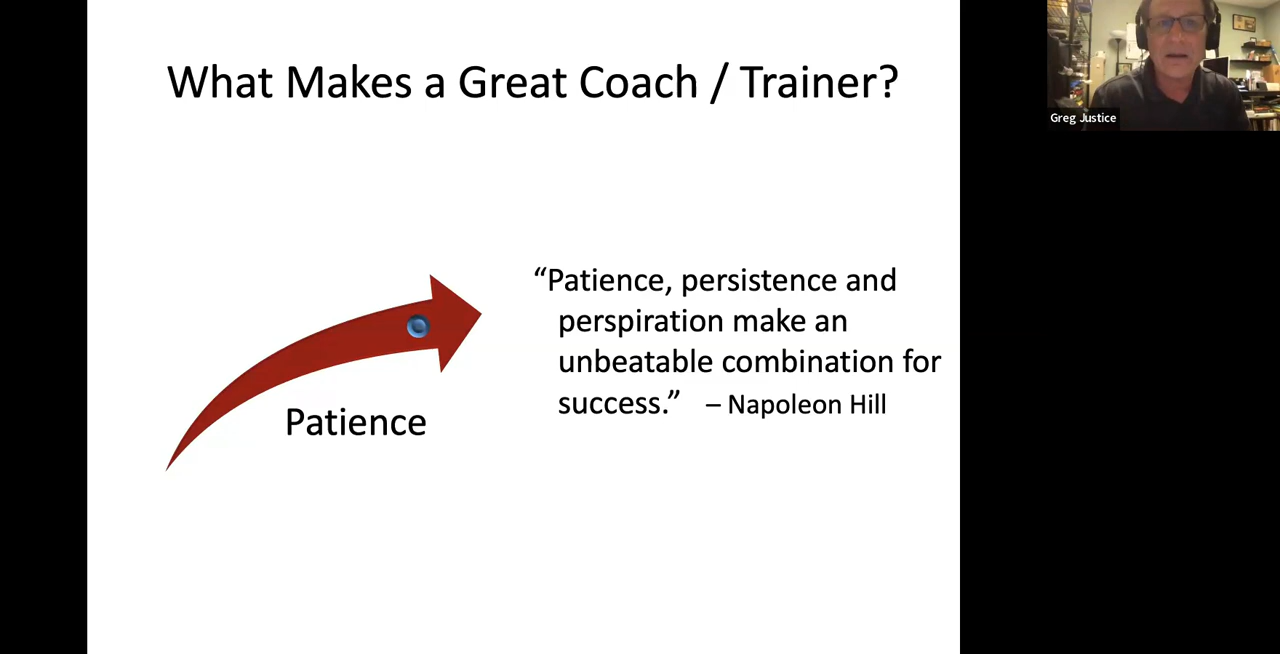 What Makes a Great Coach / Trainer?
Greg Justice
“Patience, persistence and
perspiration make an
unbeatable combination for
success.” – Napoleon Hill
Patience